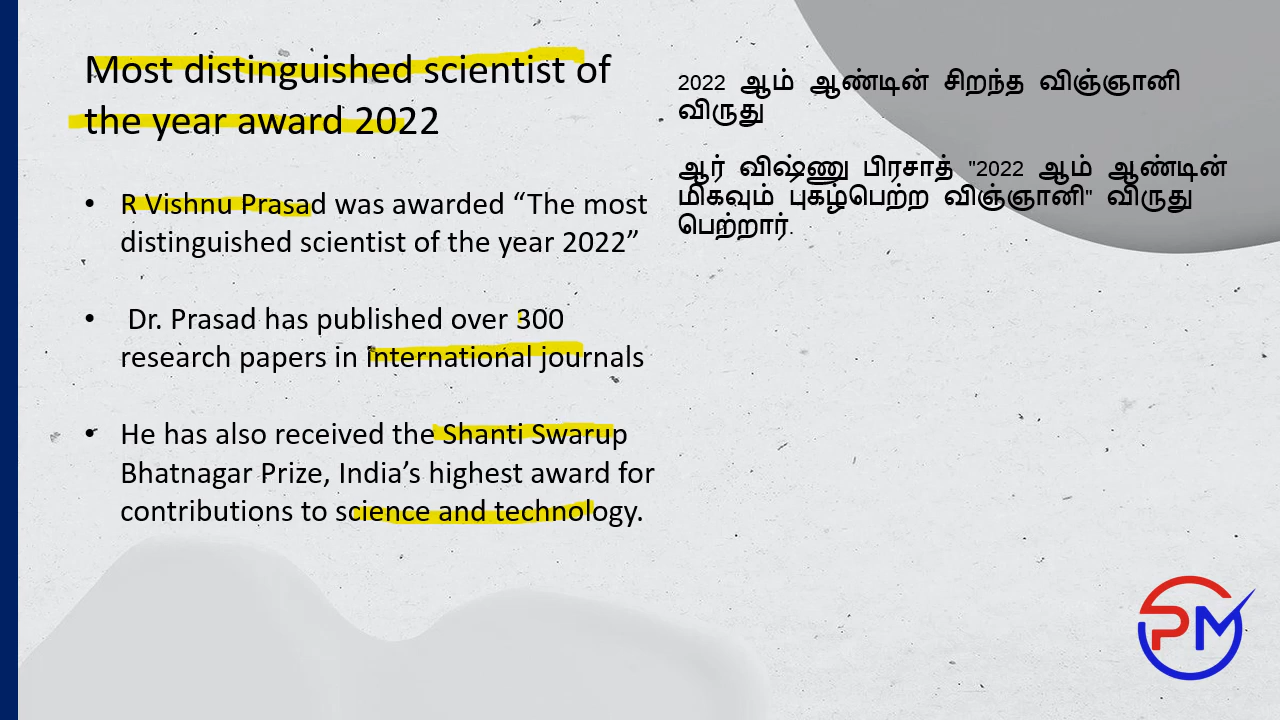 Most distinguished scientist of
the year award 2022
• R Vishnu Prasad was awarded “The most
distinguished scientist of the year 2022”
• Dr. Prasad has published over 300
research papers in international journals
• He has also received the Shanti Swarup
Bhatnagar Prize, India’s highest award for
contributions to science and technology.
2022 ஆம் ஆண்டின் சிறந்த விஞ்ஞானி
விருது
ஆர் விஷ்ணு பிரசாத் "2022 ஆம் ஆண்டின்
மிகவும் புகழ்பெற்ற விஞ்ஞானி" விருது
பெற்றார்.
PM